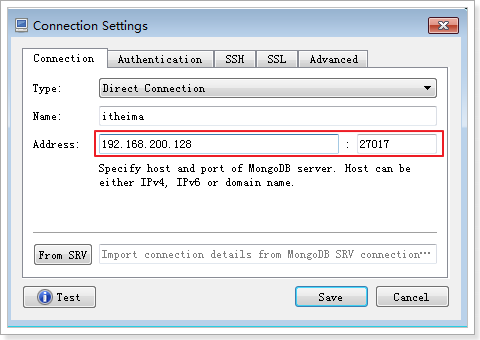 Connection Settings
Connection Authentication SSH SSL Advanced
Type: Direct Connection
Name: itheima
Address: 192.168.200.128 : 27017
Specify host and port of MongoDB server. Host can be
either IPv4, IPv6 or domain name.
From SRV Import connection details from MongoDB SRV connection···
Test Save Cancel